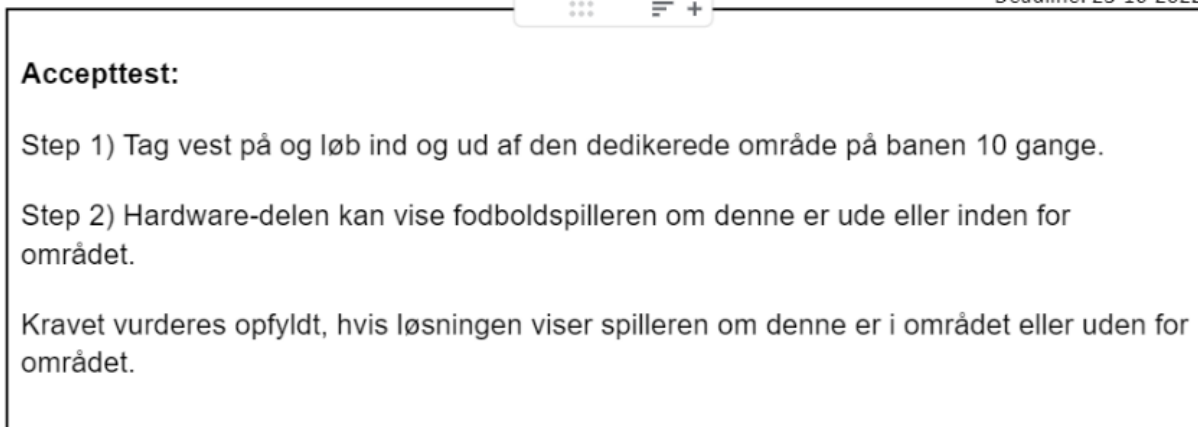 Accepttest:
Step 1) Tag vest på og løb ind og ud af den dedikerede område på banen 10 gange.
Step 2) Hardware-delen kan vise fodboldspilleren om denne er ude eller inden for
området.
Kravet vurderes opfyldt, hvis løsningen viser spilleren om denne er i området eller uden for
området.